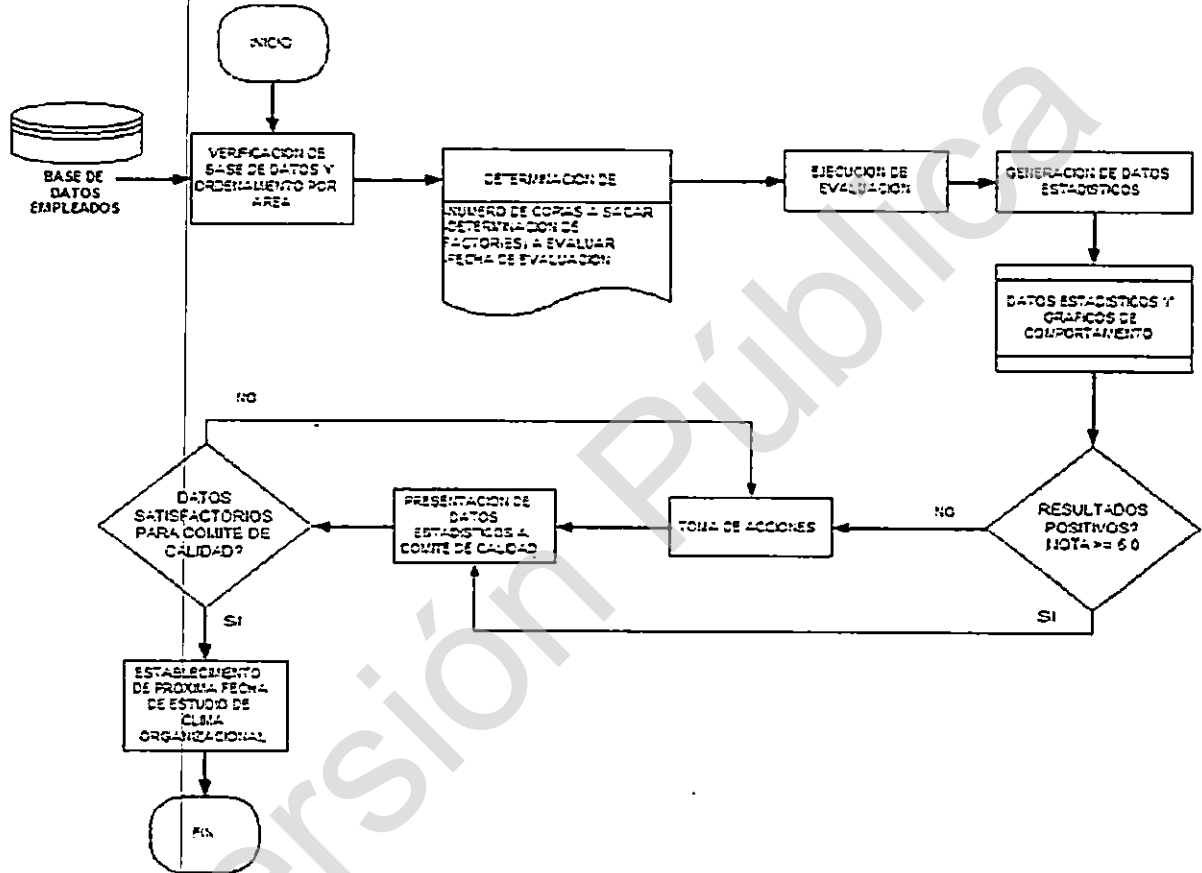 INICIO
BASE DE
DATOS
EMPLEADOS
VERIFICACION DE
BASE DE DATOS Y
ORDENAMIENTO POR
AREA
DETERMINACION DE
-NUMERO DE COPIAS A SACAR
-DETERMINACION DE
FACTOR(ES) A EVALUAR
-FECHA DE EVALUACION
EJECUCION DE
EVALUACION
GENERACION DE DATOS
ESTADISTICOS
DATOS ESTADISTICOS Y
GRAFICOS DE
COMPORTAMIENTO
RESULTADOS
POSITIVOS?
NOTA >= 6.0
NO
SI
TOMA DE ACCIONES
PRESENTACION DE
DATOS
ESTADISTICOS A
COMITE DE CALIDAD
NO
DATOS
SATISFACTORIOS
PARA COMITE DE
CALIDAD?
SI
ESTABLECIMIENTO
DE PROXIMA FECHA
DE ESTUDIO DE
CLIMA
ORGANIZACIONAL
FIN
ersión Pública